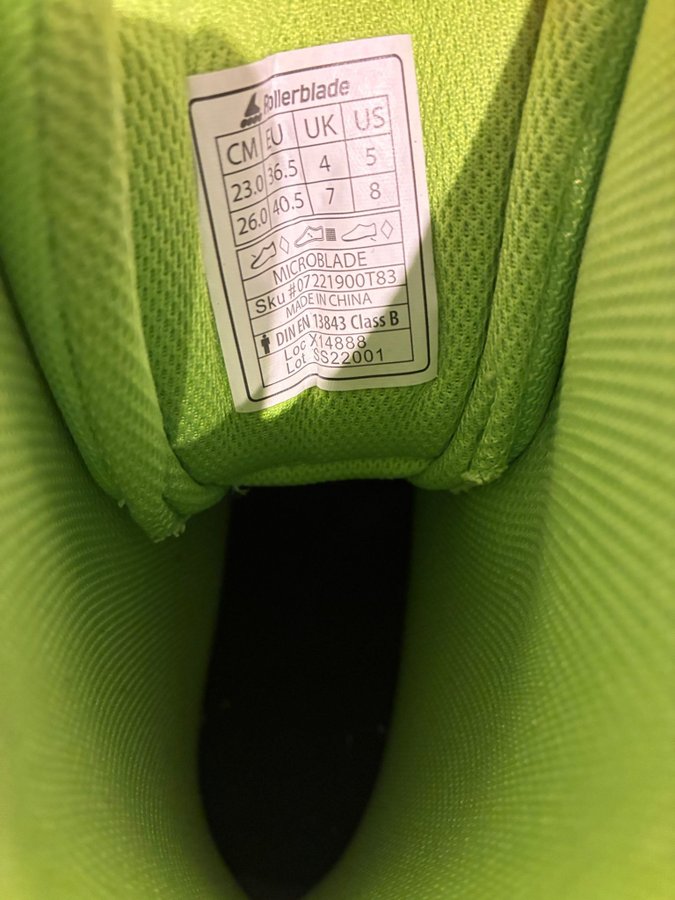 Rollerblade
CM EU UK US
23.0 36.5 4 5
26.0 40.5 7 8
MICROBLADE
Sku #07221900T83
MADE IN CHINA
DIN EN 13843 Class B
Loc X14888
Lot SS22001